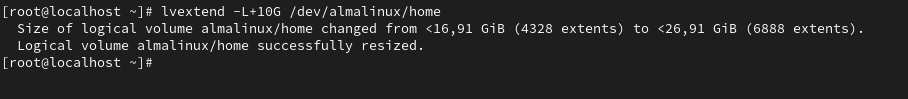 [root@localhost ~]# lvextend -L+10G /dev/almalinux/home
  Size of logical volume almalinux/home changed from <16,91 GiB (4328 extents) to <26,91 GiB (6888 extents).
  Logical volume almalinux/home successfully resized.
[root@localhost ~]#